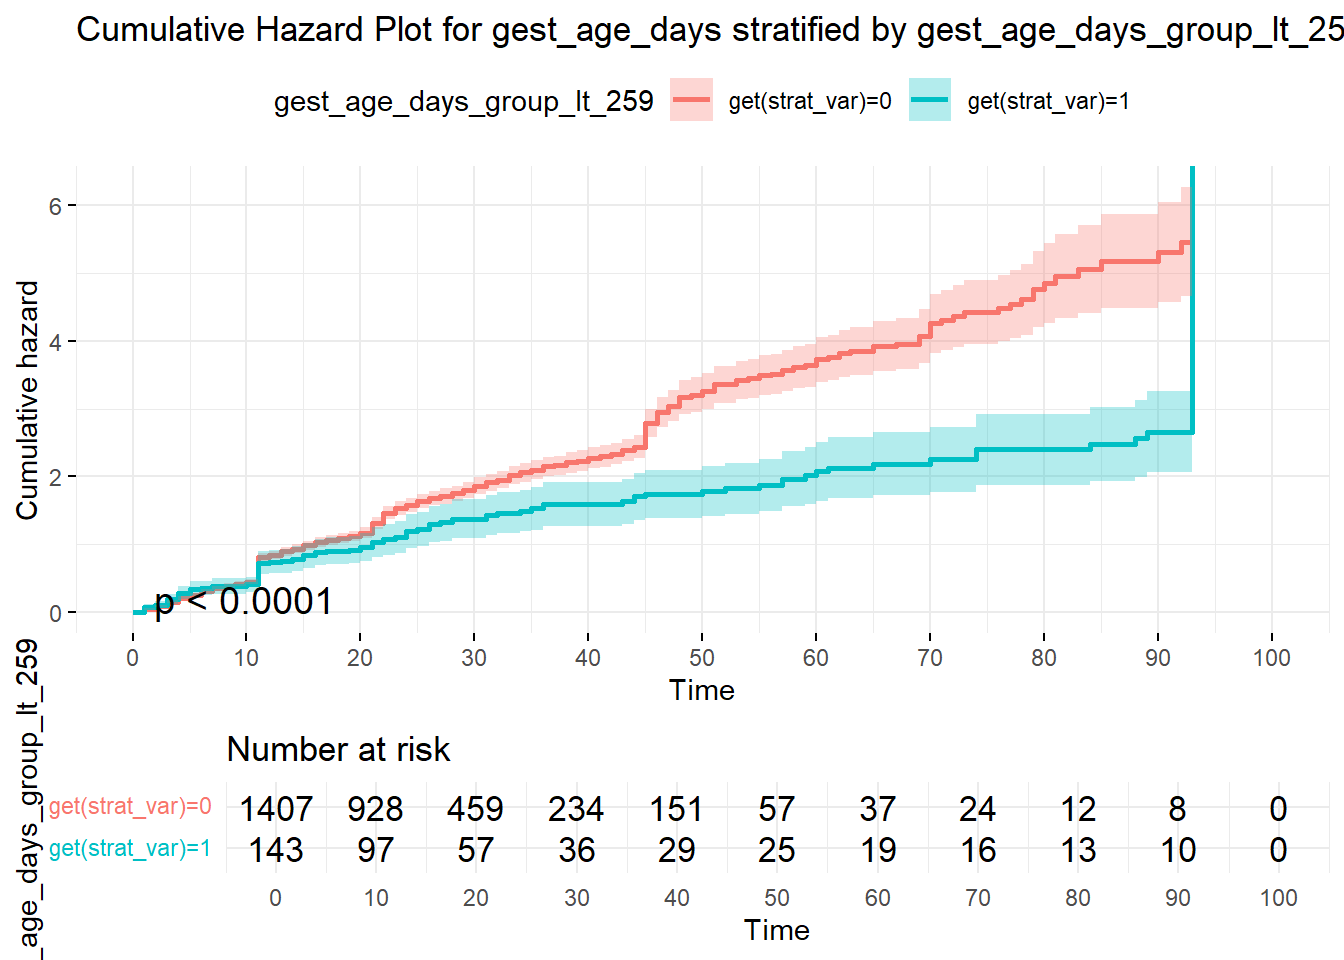 Cumulative Hazard Plot for gest_age_days stratified by gest_age_days_group_lt_25
gest_age_days_group_lt_259 get(strat_var)=0 get(strat_var)=1
Cumulative hazard
6
4
2
0
p < 0.0001
0 10 20 30 40 50 60 70 80 90 100
Time
_age_days_group_lt_259
Number at risk
get(strat_var)=0 1407 928 459 234 151 57 37 24 12 8 0
get(strat_var)=1 143 97 57 36 29 25 19 16 13 10 0
0 10 20 30 40 50 60 70 80 90 100
Time